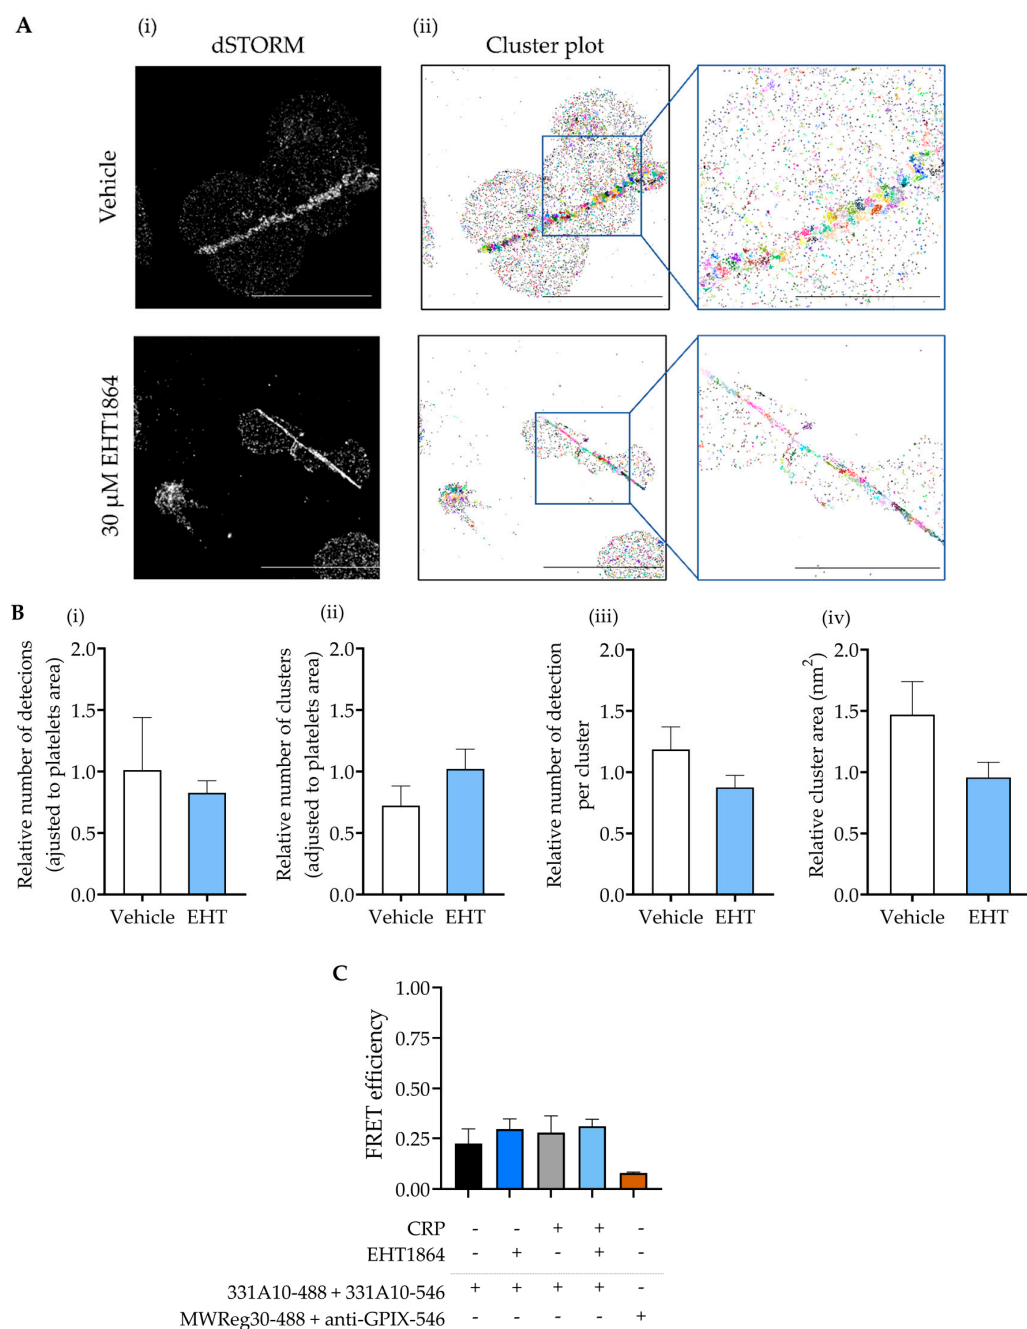 A
(i)
(ii)
dSTORM
Cluster plot
Vehicle
30 µM EHT1864
B
(i)
(ii)
(iii)
(iv)
Relative number of detecions
(ajusted to platelets area)
2.0
1.5
1.0
0.5
0.0
Vehicle EHT
Relative number of clusters
(adjusted to platelets area)
2.0
1.5
1.0
0.5
0.0
Vehicle EHT
Relative number of detection
per cluster
2.0
1.5
1.0
0.5
0.0
Vehicle EHT
Relative cluster area (nm²)
2.0
1.5
1.0
0.5
0.0
Vehicle EHT
C
FRET efficiency
1.00
0.75
0.50
0.25
0.00
CRP - - + + -
EHT1864 - + - + -
331A10-488 + 331A10-546 + + + + -
MWReg30-488 + anti-GPIX-546 - - - - +